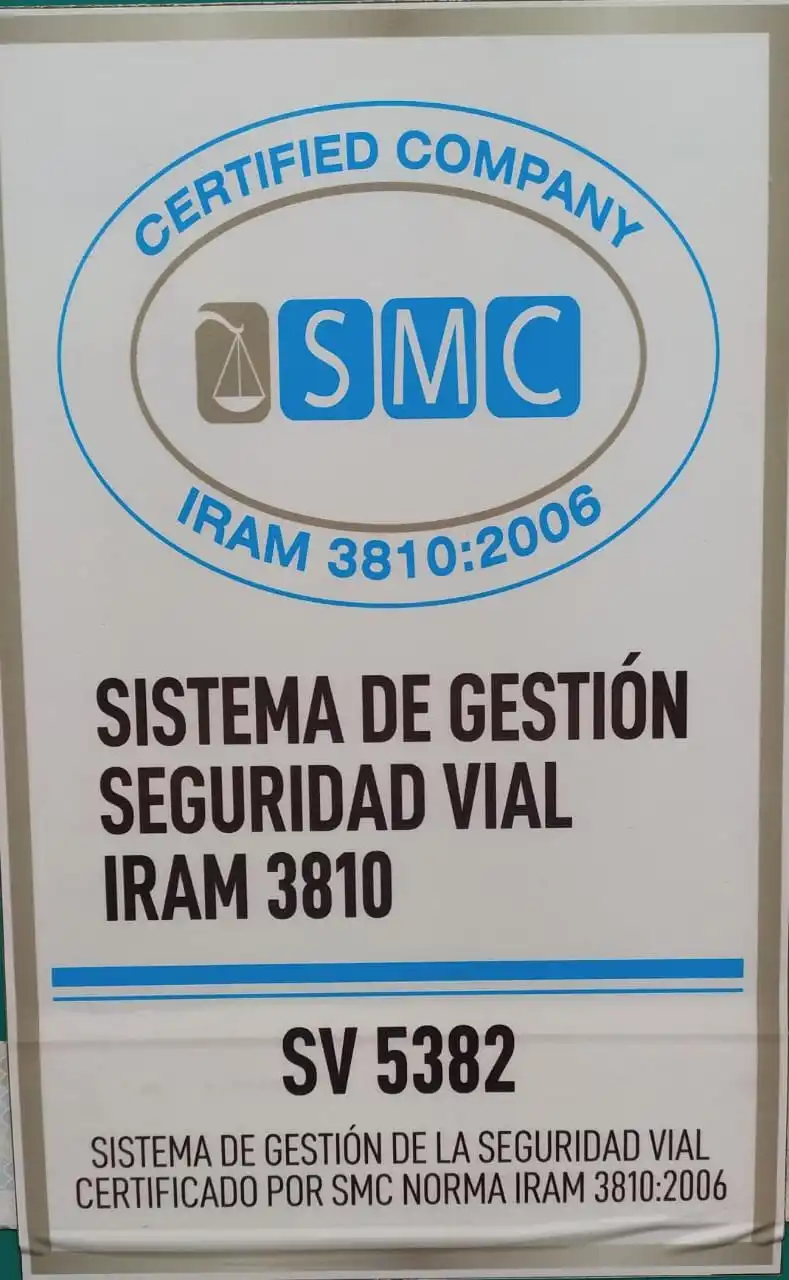 CERTIFIED COMPANY
SMC
IRAM 3810:2006
SISTEMA DE GESTIÓN
SEGURIDAD VIAL
IRAM 3810
SV 5382
SISTEMA DE GESTIÓN DE LA SEGURIDAD VIAL
CERTIFICADO POR SMC NORMA IRAM 3810:2006